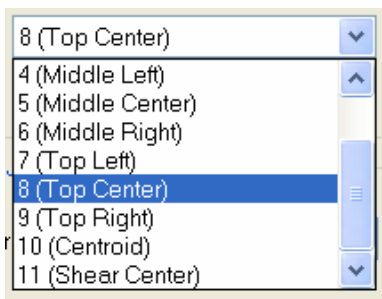 8 (Top Center)
4 (Middle Left)
5 (Middle Center)
6 (Middle Right)
7 (Top Left)
8 (Top Center)
9 (Top Right)
10 (Centroid)
11 (Shear Center)